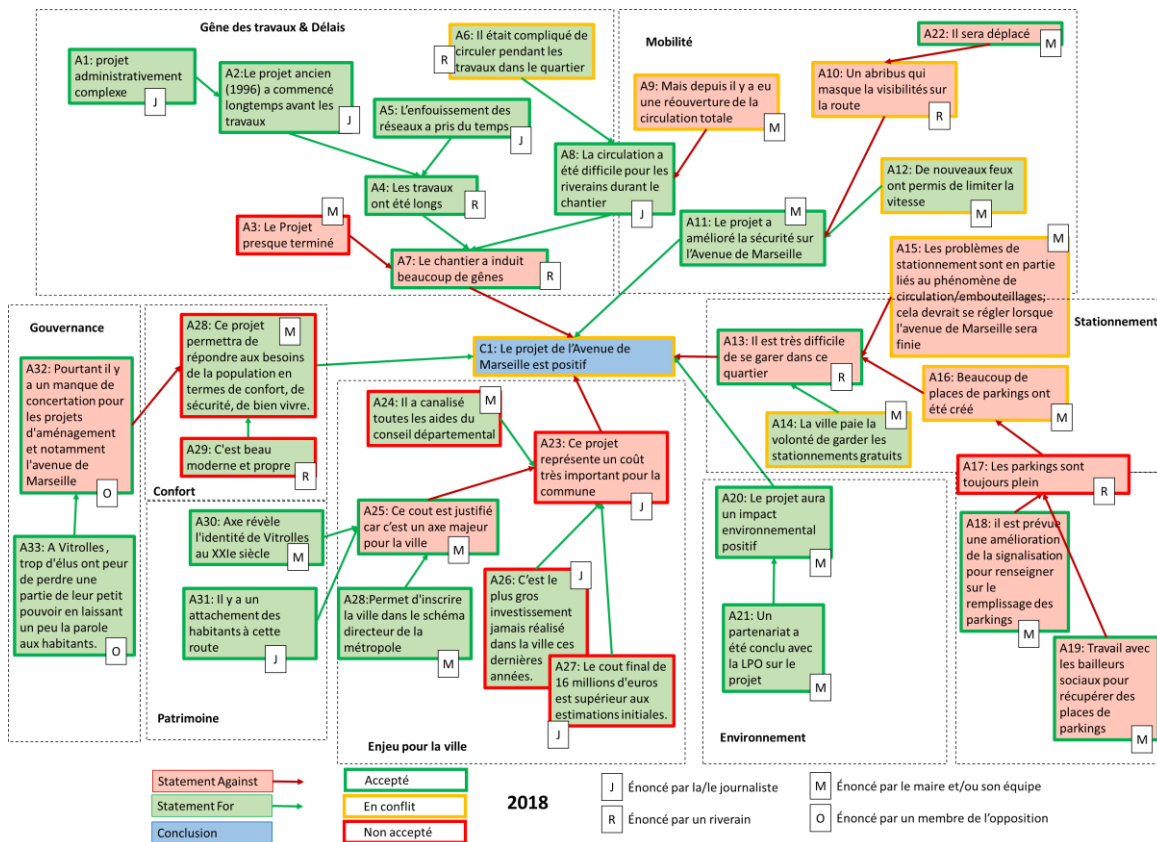 Gêne des travaux & Délais
A1: projet
administrativement
complexe
J
A2:Le projet ancien
(1996) a commencé
longtemps avant les
travaux
J
A6: Il était compliqué de
circuler pendant les
travaux dans le quartier
R
A5: L’enfouissement des
réseaux a pris du temps
J
A4: Les travaux
ont été longs
R
A8: La circulation a
été difficile pour les
riverains durant le
chantier
J
A3: Le Projet
presque terminé
M
A7: Le chantier a induit
beaucoup de gênes
R
Mobilité
A22: Il sera déplacé
M
A9: Mais depuis il y a eu
une réouverture de la
circulation totale
M
A10: Un abribus qui
masque la visibilités sur
la route
R
A12: De nouveaux feux
ont permis de limiter la
vitesse
M
A11: Le projet a
amélioré la sécurité sur
l’Avenue de Marseille
M
A15: Les problèmes de
stationnement sont en partie
liés au phénomène de
circulation/embouteillages;
cela devrait se régler lorsque
l'avenue de Marseille sera
finie
M
Stationnement
A13: Il est très difficile
de se garer dans ce
quartier
R
A16: Beaucoup de
places de parkings ont
été créé
M
A14: La ville paie la
volonté de garder les
stationnements gratuits
M
A17: Les parkings sont
toujours plein
R
A18: il est prévue
une amélioration
de la signalisation
pour renseigner
sur le
remplissage des
parkings
M
A19: Travail avec
les bailleurs
sociaux pour
récupérer des
places de
parkings
M
C1: Le projet de l’Avenue de
Marseille est positif
Gouvernance
A32: Pourtant il y
a un manque de
concertation pour
les projets
d'aménagement
et notamment
l'avenue de
Marseille
O
A33: A Vitrolles ,
trop d'élus ont peur
de perdre une
partie de leur petit
pouvoir en laissant
un peu la parole
aux habitants.
O
A28: Ce projet
permettra de
répondre aux besoins
de la population en
termes de confort, de
sécurité, de bien vivre.
M
A29: C'est beau
moderne et propre
R
Confort
A30: Axe révèle
l'identité de Vitrolles
au XXIe siècle
M
A31: Il y a un
attachement des
habitants à cette
route
J
Patrimoine
A24: Il a canalisé
toutes les aides du
conseil départemental
M
A23: Ce projet
représente un coût
très important pour la
commune
J
A25: Ce cout est justifié
car c’est un axe majeur
pour la ville
M
A28:Permet d'inscrire
la ville dans le schéma
directeur de la
métropole
M
A26: C’est le
plus gros
investissement
jamais réalisé
dans la ville ces
dernières
années.
J
A27: Le cout final de
16 millions d'euros
est supérieur aux
estimations initiales.
J
Enjeu pour la ville
A20: Le projet aura
un impact
environnemental
positif
M
A21: Un
partenariat a
été conclu avec
la LPO sur le
projet
M
Environnement
Statement Against
Statement For
Conclusion
Accepté
En conflit
Non accepté
2018
J Énoncé par la/le journaliste
R Énoncé par un riverain
M Énoncé par le maire et/ou son équipe
O Énoncé par un membre de l’opposition